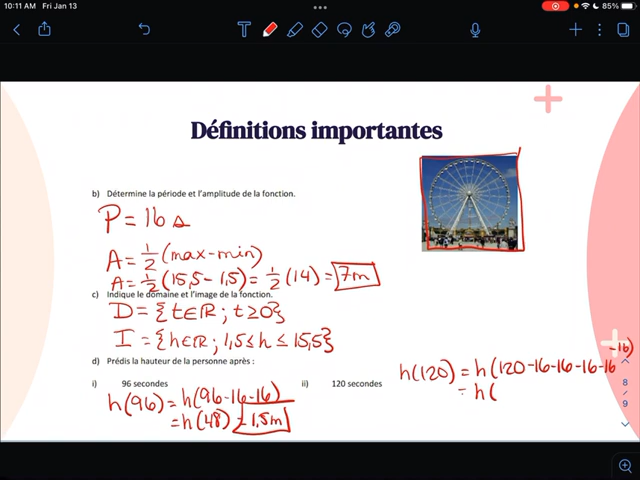 10:11 AM Fri Jan 13
85%
Définitions importantes
b) Détermine la période et l'amplitude de la fonction.
P = 16 s
A = 1/2 (max-min)
A = 1/2 (15,5 - 1,5) = 1/2 (14) = 7m
c) Indique le domaine et l'image de la fonction.
D = {t∈R; t≥0}
I = {h∈R; 1,5≤h≤15,5}
d) Prédis la hauteur de la personne après :
i) 96 secondes
h(96) = h(96-16-16-16)
= h(48) = 1,5m
ii) 120 secondes
h(120) = h(120-16-16-16-16-16)
= h(
8
9